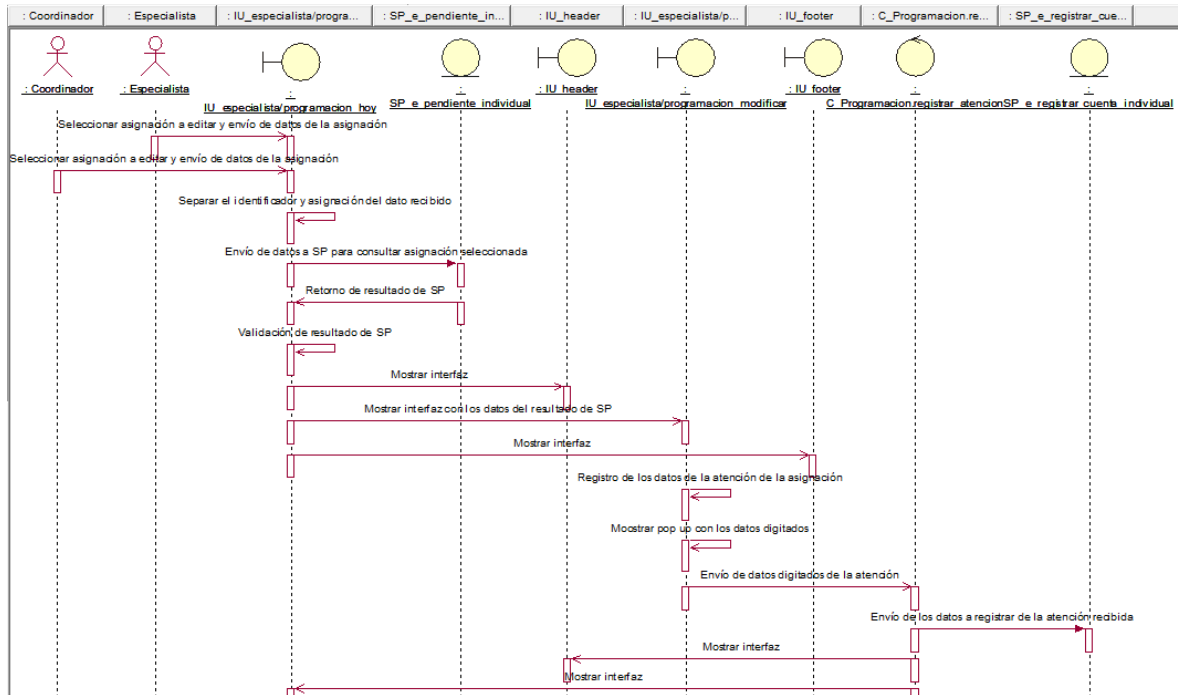 : Coordinador
: Especialista
: IU_especialista/progra...
: SP_e_pendiente_in...
: IU_header
: IU_especialista/p...
: IU_footer
: C_Programacion.re...
: SP_e_registrar_cue...
: Coordinador
: Especialista
:
IU_especialista/programacion_hoy
:
SP_e_pendiente_individual
: IU_header
:
IU_especialista/programacion_modificar
: IU_footer
:
C_Programacion.registrar_atencion
:
SP_e_registrar_cuenta_individual
Seleccionar asignación a editar y envío de datos de la asignación
Seleccionar asignación a editar y envío de datos de la asignación
Separar el identificador y asignación del dato recibido
Envío de datos a SP para consultar asignación seleccionada
Retorno de resultado de SP
Validación de resultado de SP
Mostrar interfaz
Mostrar interfaz con los datos del resultado de SP
Mostrar interfaz
Registro de los datos de la atención de la asignación
Moostrar pop up con los datos digitados
Envío de datos digitados de la atención
Envío de los datos a registrar de la atención recibida
Mostrar interfaz
Mostrar interfaz